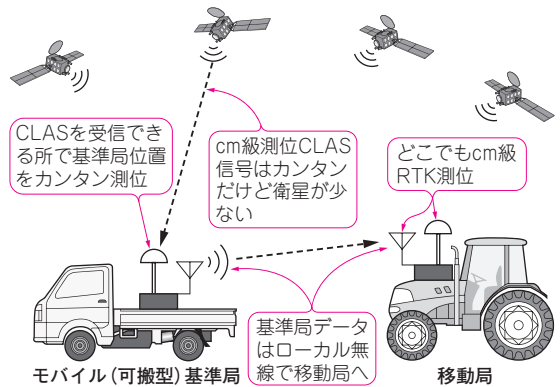 CLASを受信でき
る所で基準局位置
をカンタン測位
cm級測位CLAS
信号はカンタン
だけど衛星が少
ない
どこでもcm級
RTK測位
基準局データ
はローカル無
線で移動局へ
モバイル(可搬型)基準局
移動局